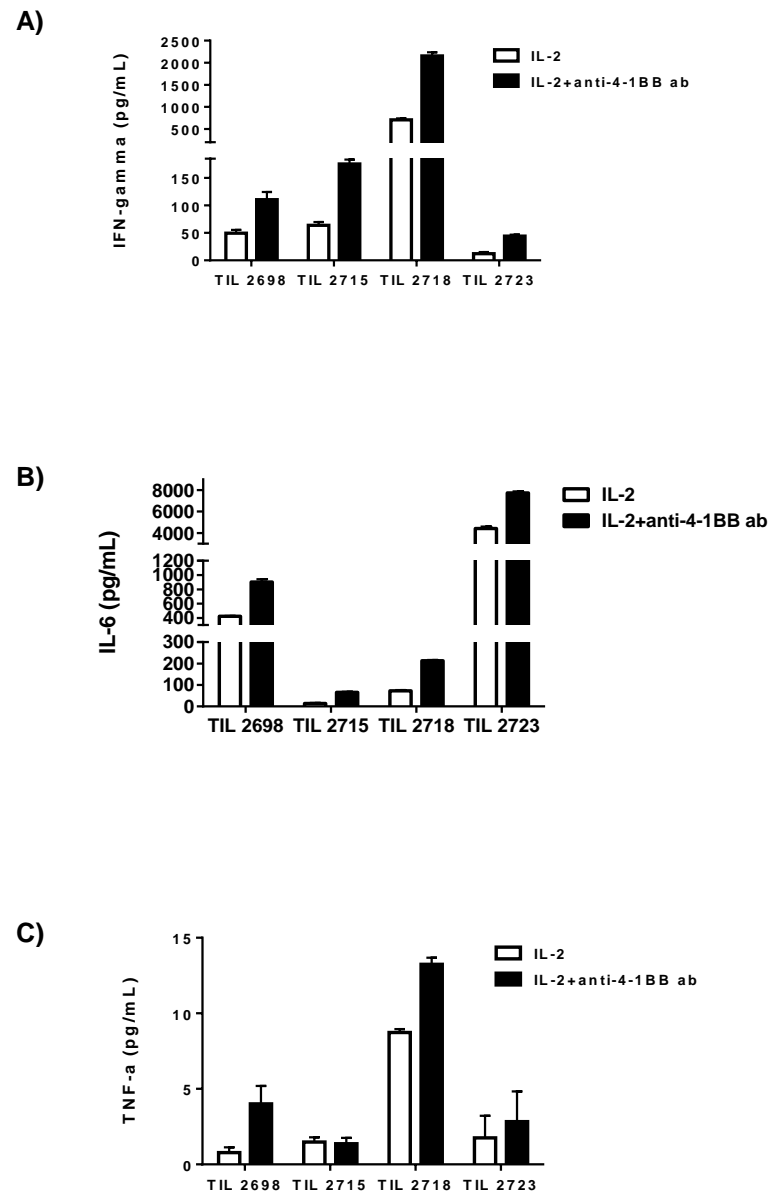 A)
IFN-gamma (pg/mL)
2500
2000
1500
1000
500
150
100
50
0
TIL 2698 TIL 2715 TIL 2718 TIL 2723
IL-2
IL-2+anti-4-1BB ab
B)
IL-6 (pg/mL)
8000
6000
4000
1200
1000
800
600
400
300
200
100
0
TIL 2698 TIL 2715 TIL 2718 TIL 2723
IL-2
IL-2+anti-4-1BB ab
C)
TNF-a (pg/mL)
15
10
5
0
TIL 2698 TIL 2715 TIL 2718 TIL 2723
IL-2
IL-2+anti-4-1BB ab